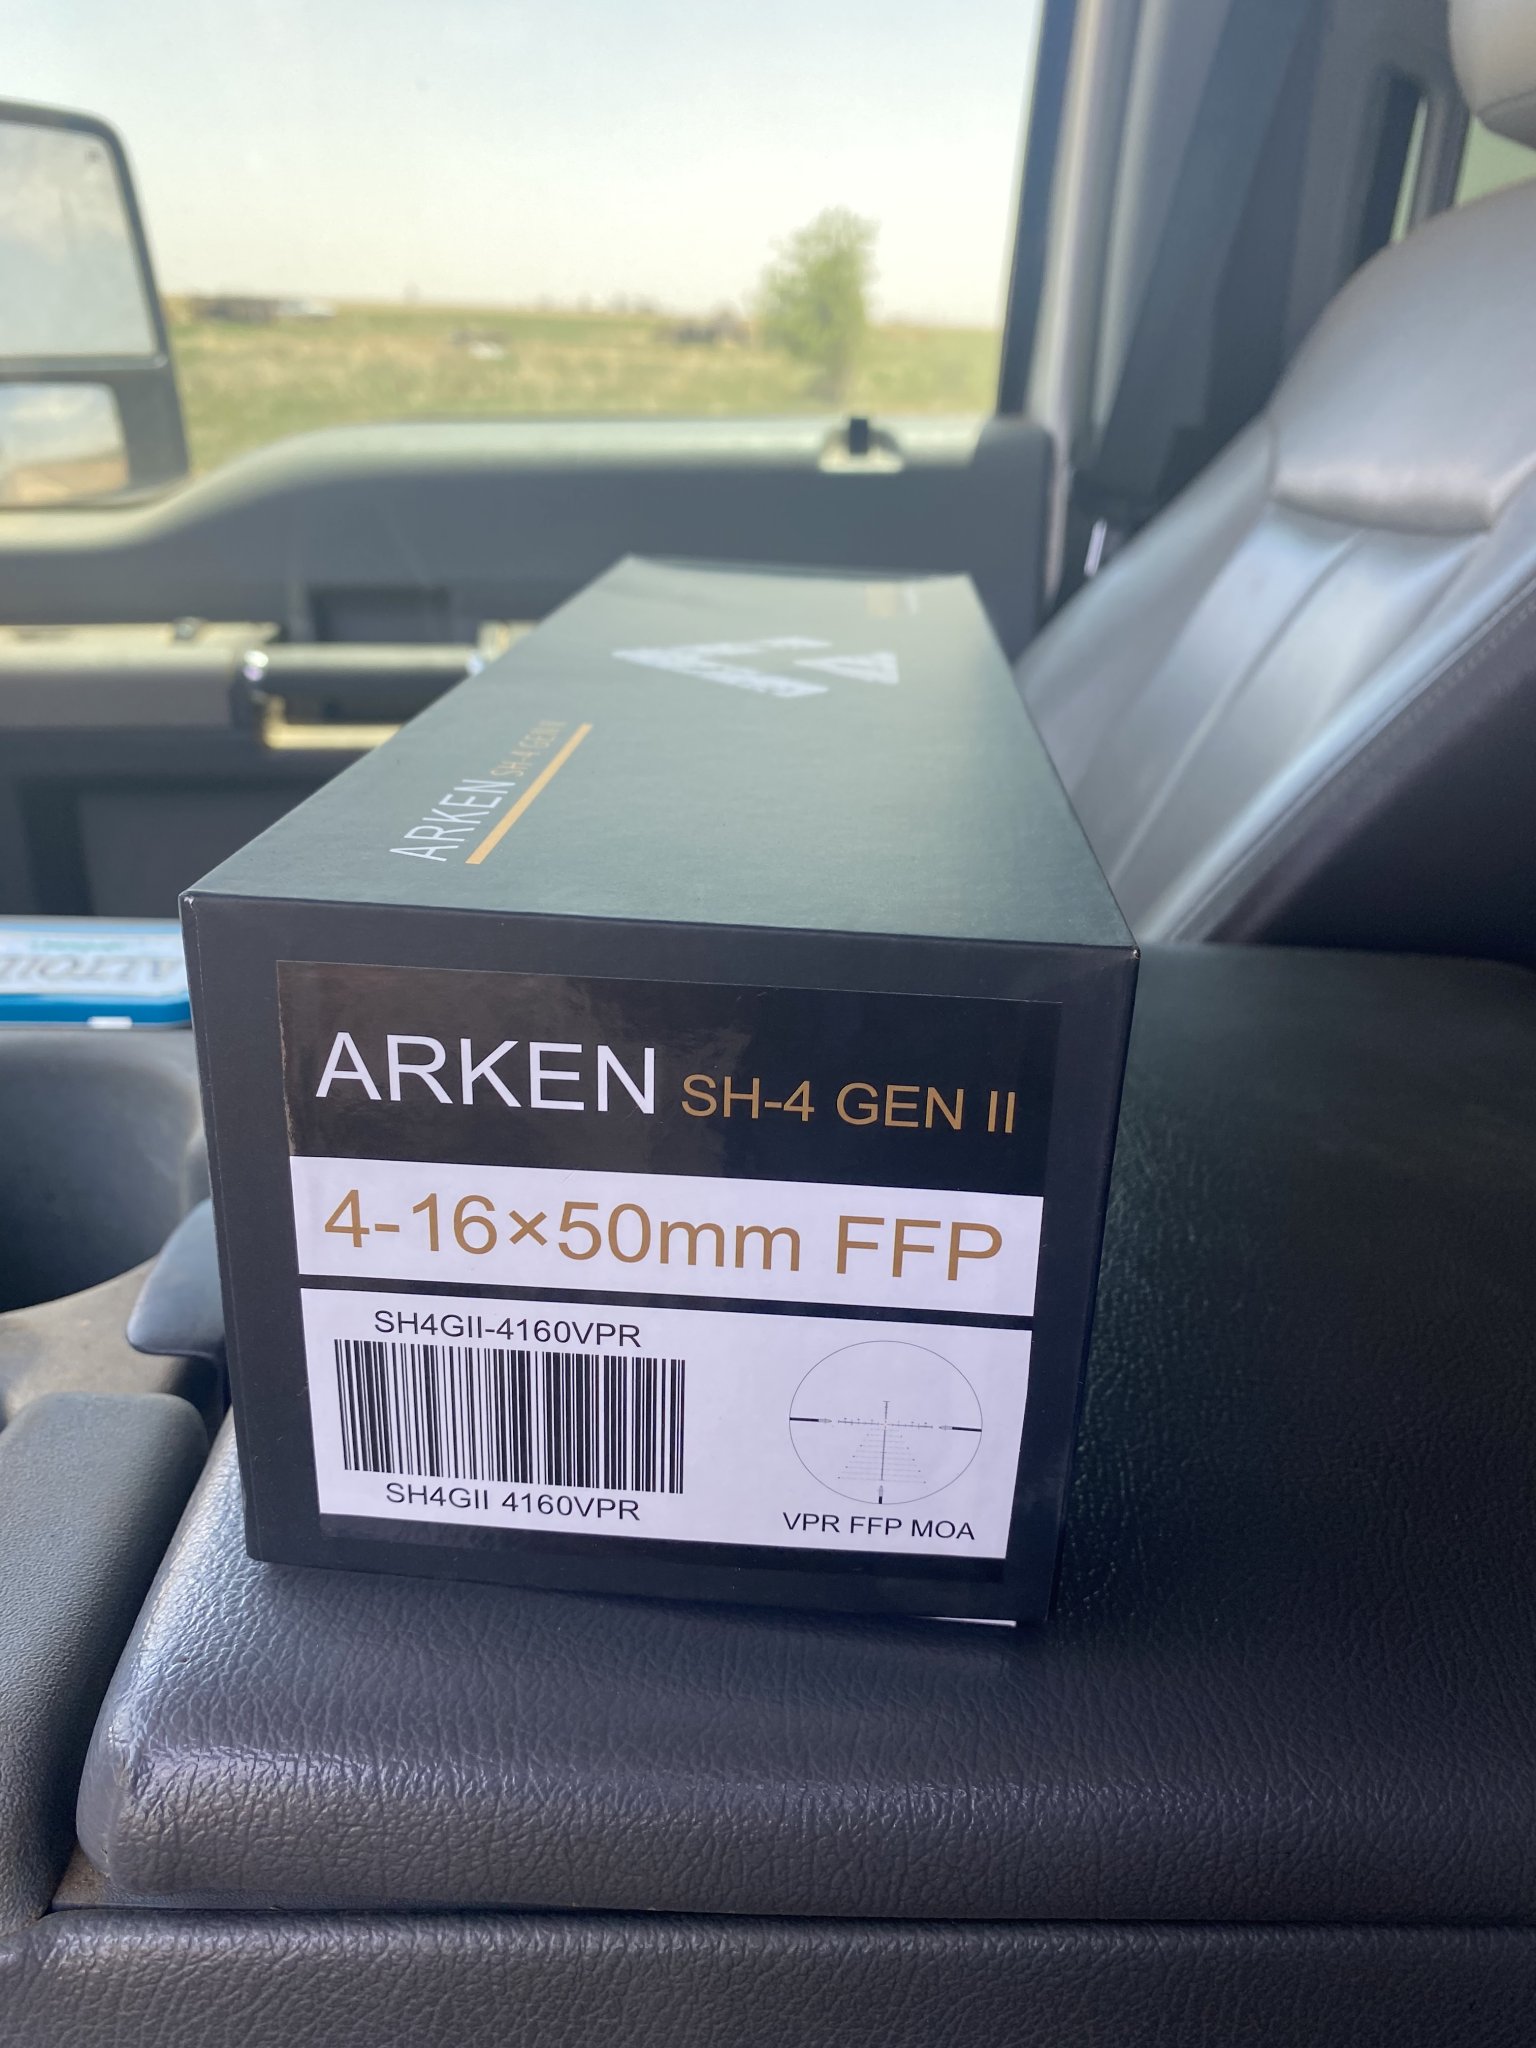 ARKEN SH-4 GEN II
ARKEN SH-4 GEN II
4-16×50mm FFP
SH4GII-4160VPR
SH4GII 4160VPR
VPR FFP MOA